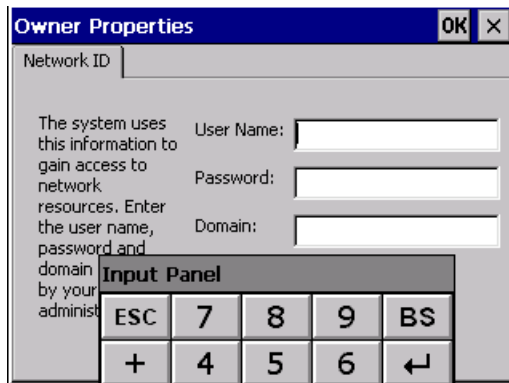 Owner Properties OK ×
Network ID
The system uses
this information to
gain access to
network
resources. Enter
the user name,
password and
domain
by your
administ
User Name:
Password:
Domain:
Input Panel
ESC 7 8 9 BS
+ 4 5 6 ↵